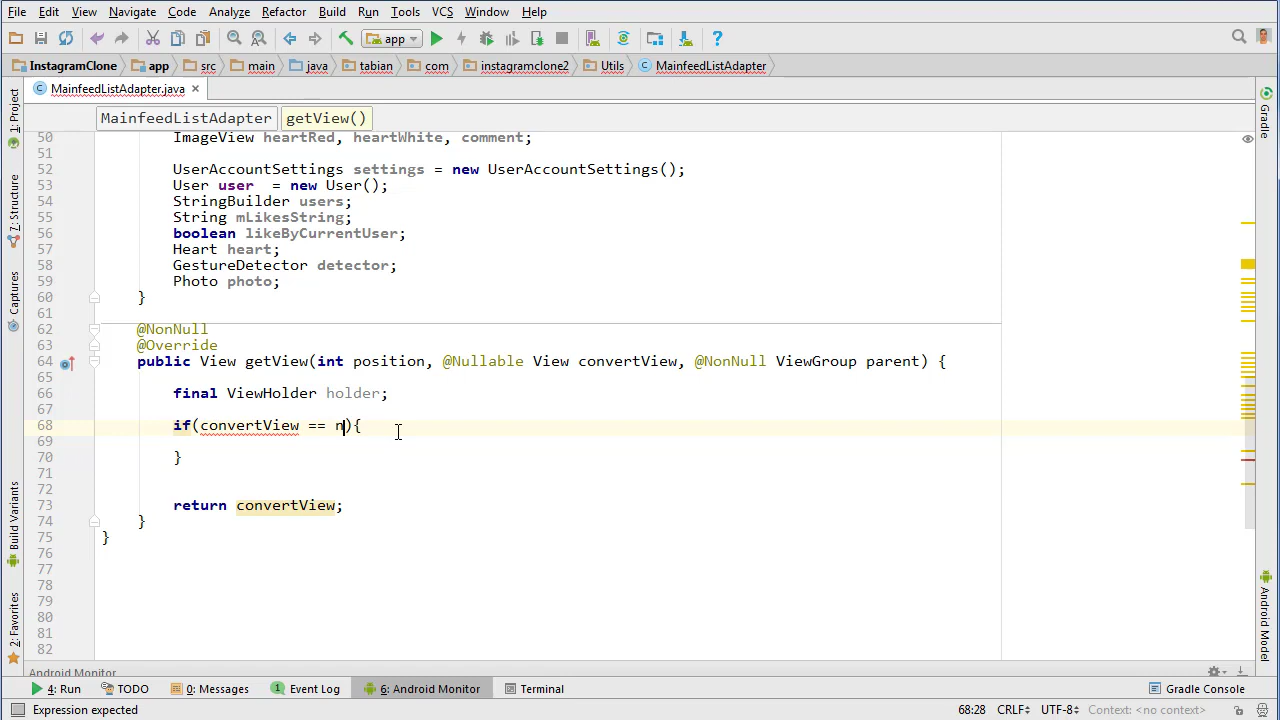 File Edit View Navigate Code Analyze Refactor Build Run Tools VCS Window Help
app
InstagramClone app src main java tabian com instagramclone2 Utils MainfeedListAdapter
MainfeedListAdapter.java
MainfeedListAdapter getView()
50 ImageView heartRed, heartWhite, comment;
51
52 UserAccountSettings settings = new UserAccountSettings();
53 User user  = new User();
54 StringBuilder users;
55 String mLikesString;
56 boolean likeByCurrentUser;
57 Heart heart;
58 GestureDetector detector;
59 Photo photo;
60 }
61
62 @NonNull
63 @Override
64 public View getView(int position, @Nullable View convertView, @NonNull ViewGroup parent) {
65
66 final ViewHolder holder;
67
68 if(convertView == n){
69
70 }
71
72
73 return convertView;
74 }
75 }
76
77
78
79
80
81
82
1: Project
7: Structure
Captures
Build Variants
2: Favorites
Gradle
Android Model
Android Monitor
4: Run TODO 0: Messages Event Log 6: Android Monitor Terminal Gradle Console
Expression expected 68:28 CRLF UTF-8 Context: <no context>